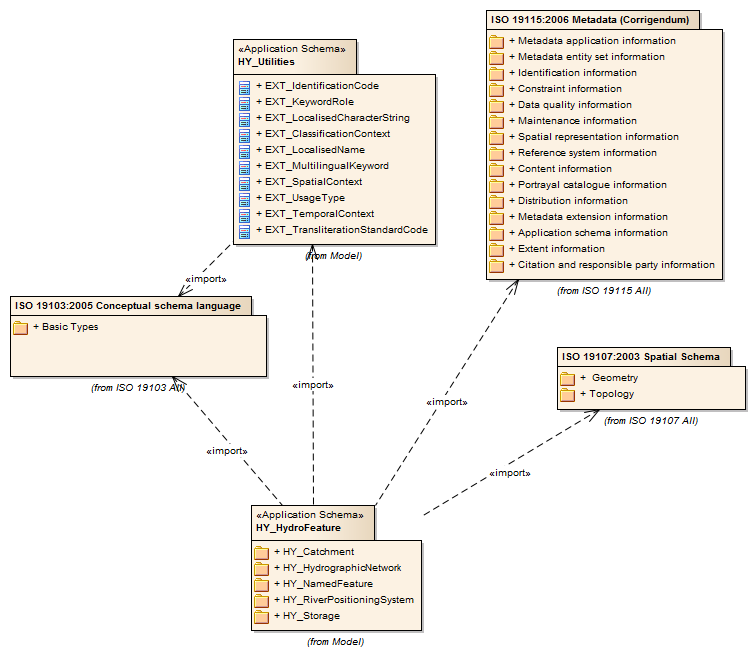 «Application Schema»
HY_Utilities
+ EXT_IdentificationCode
+ EXT_KeywordRole
+ EXT_LocalisedCharacterString
+ EXT_ClassificationContext
+ EXT_LocalisedName
+ EXT_MultilingualKeyword
+ EXT_SpatialContext
+ EXT_UsageType
+ EXT_TemporalContext
+ EXT_TransliterationStandardCode
(from Model)
ISO 19115:2006 Metadata (Corrigendum)
+ Metadata application information
+ Metadata entity set information
+ Identification information
+ Constraint information
+ Data quality information
+ Maintenance information
+ Spatial representation information
+ Reference system information
+ Content information
+ Portrayal catalogue information
+ Distribution information
+ Metadata extension information
+ Application schema information
+ Extent information
+ Citation and responsible party information
(from ISO 19115 All)
«import»
ISO 19103:2005 Conceptual schema language
+ Basic Types
(from ISO 19103 All)
ISO 19107:2003 Spatial Schema
+ Geometry
+ Topology
(from ISO 19107 All)
«import»
«import»
«import»
«import»
«Application Schema»
HY_HydroFeature
+ HY_Catchment
+ HY_HydrographicNetwork
+ HY_NamedFeature
+ HY_RiverPositioningSystem
+ HY_Storage
(from Model)